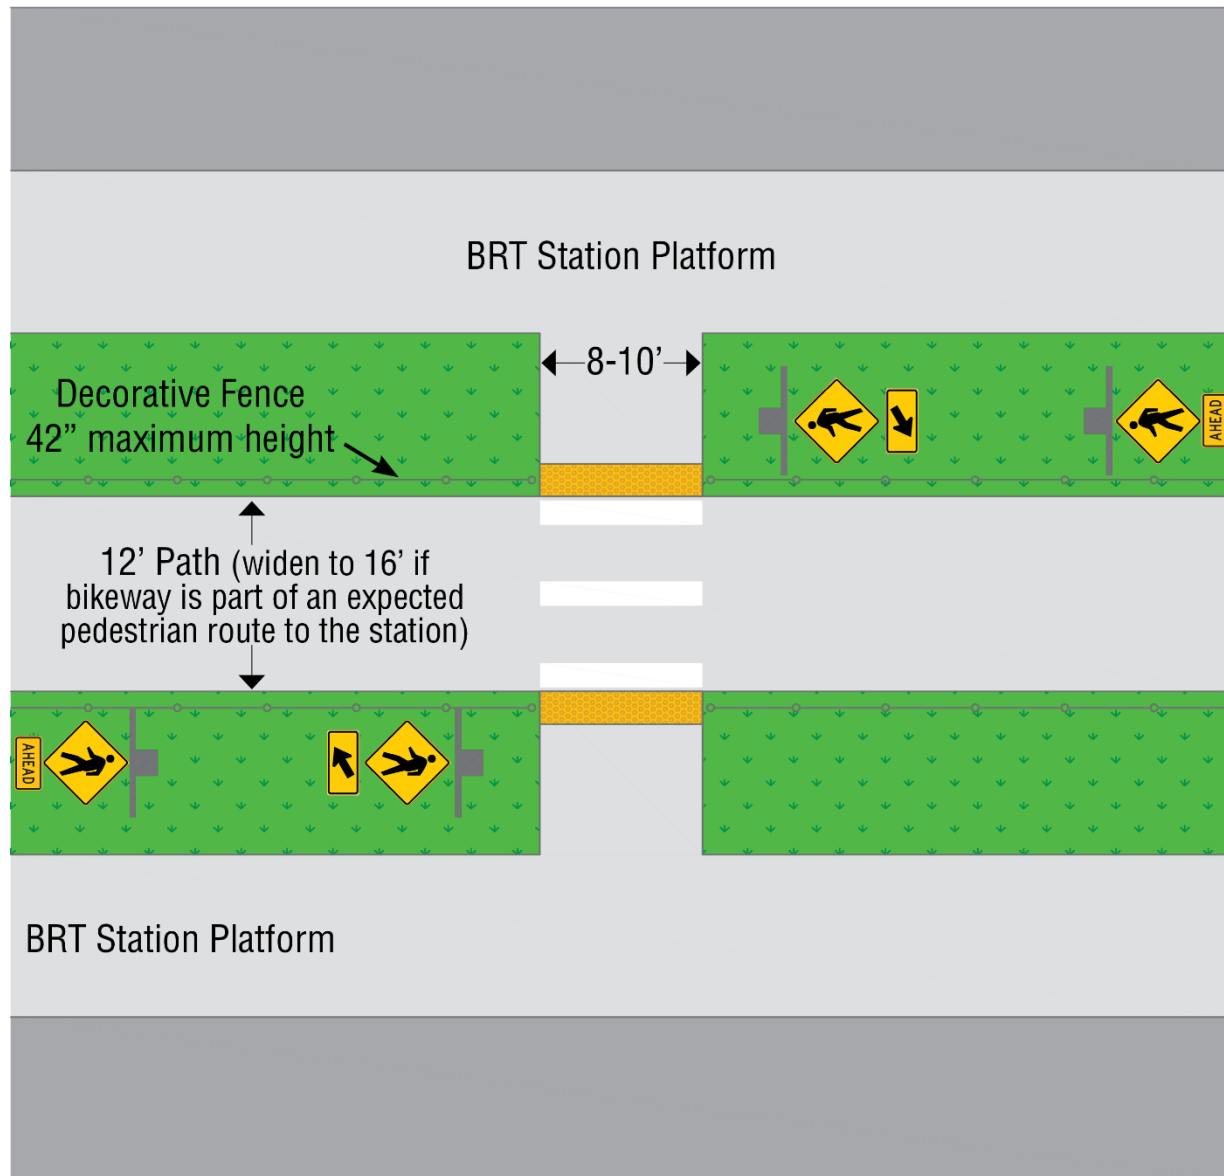 BRT Station Platform
8-10’
Decorative Fence
42” maximum height
AHEAD
12’ Path (widen to 16’ if
bikeway is part of an expected
pedestrian route to the station)
AHEAD
BRT Station Platform